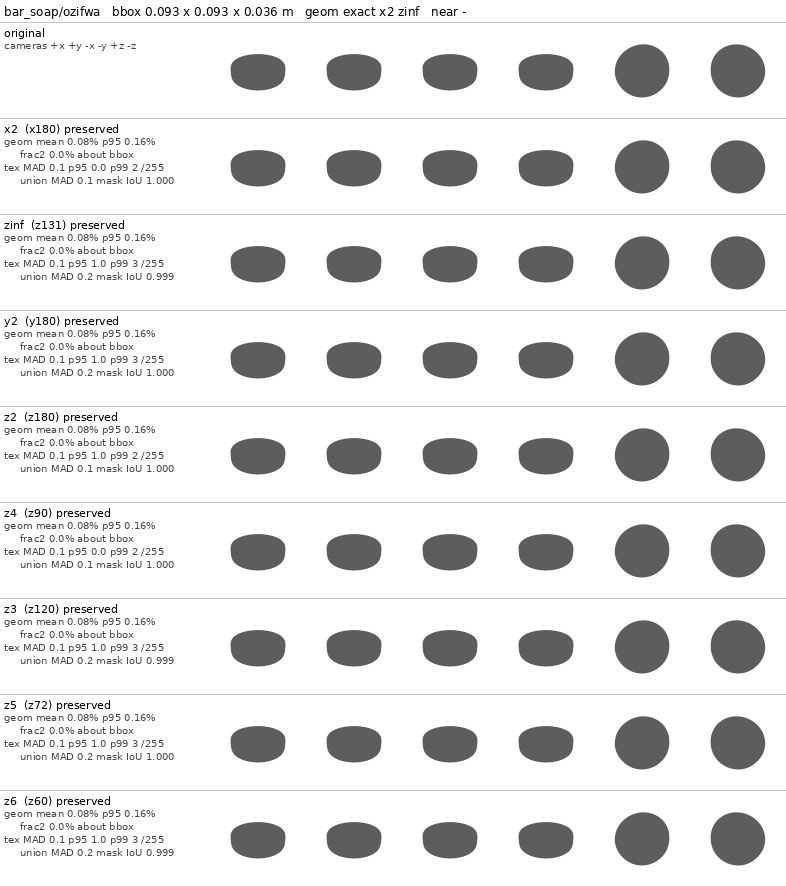 bar_soap/ozifwa bbox 0.093 x 0.093 x 0.036 m geom exact x2 zinf near -
original
cameras +x +y -x -y +z -z
x2 (x180) preserved
geom mean 0.08% p95 0.16%
frac2 0.0% about bbox
tex MAD 0.1 p95 0.0 p99 2 /255
union MAD 0.1 mask IoU 1.000
zinf (z131) preserved
geom mean 0.08% p95 0.16%
frac2 0.0% about bbox
tex MAD 0.1 p95 1.0 p99 3 /255
union MAD 0.2 mask IoU 0.999
y2 (y180) preserved
geom mean 0.08% p95 0.16%
frac2 0.0% about bbox
tex MAD 0.1 p95 1.0 p99 3 /255
union MAD 0.2 mask IoU 1.000
z2 (z180) preserved
geom mean 0.08% p95 0.16%
frac2 0.0% about bbox
tex MAD 0.1 p95 1.0 p99 2 /255
union MAD 0.1 mask IoU 1.000
z4 (z90) preserved
geom mean 0.08% p95 0.16%
frac2 0.0% about bbox
tex MAD 0.1 p95 0.0 p99 2 /255
union MAD 0.1 mask IoU 1.000
z3 (z120) preserved
geom mean 0.08% p95 0.16%
frac2 0.0% about bbox
tex MAD 0.1 p95 1.0 p99 3 /255
union MAD 0.2 mask IoU 0.999
z5 (z72) preserved
geom mean 0.08% p95 0.16%
frac2 0.0% about bbox
tex MAD 0.1 p95 1.0 p99 3 /255
union MAD 0.2 mask IoU 1.000
z6 (z60) preserved
geom mean 0.08% p95 0.16%
frac2 0.0% about bbox
tex MAD 0.1 p95 1.0 p99 3 /255
union MAD 0.2 mask IoU 0.999